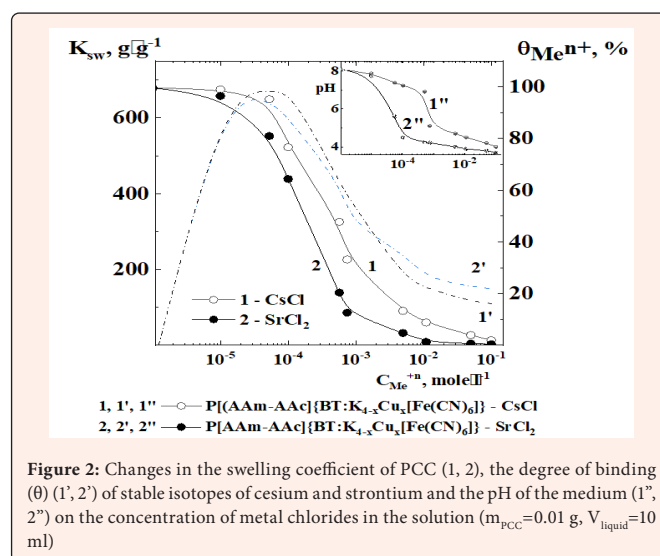 K_sw, g□g⁻¹
θ_Meⁿ⁺, %
600
400
200
100
80
60
40
20
8
pH
6
4
1''
2''
10⁻⁴
10⁻²
2
1
2'
1'
1 - CsCl
2 - SrCl₂
10⁻⁵
10⁻⁴
10⁻³
10⁻²
10⁻¹
C_Me⁺ⁿ, mole□l⁻¹
1, 1', 1'' P[(AAm-AAc]{BT:K₄₋ₓCuₓ[Fe(CN)₆]} - CsCl
2, 2', 2'' P[AAm-AAc]{BT:K₄₋ₓCuₓ[Fe(CN)₆]} - SrCl₂
Figure 2: Changes in the swelling coefficient of PCC (1, 2), the degree of binding
(θ) (1', 2') of stable isotopes of cesium and strontium and the pH of the medium (1”,
2”) on the concentration of metal chlorides in the solution (m_PCC=0.01 g, V_liquid=10
ml)